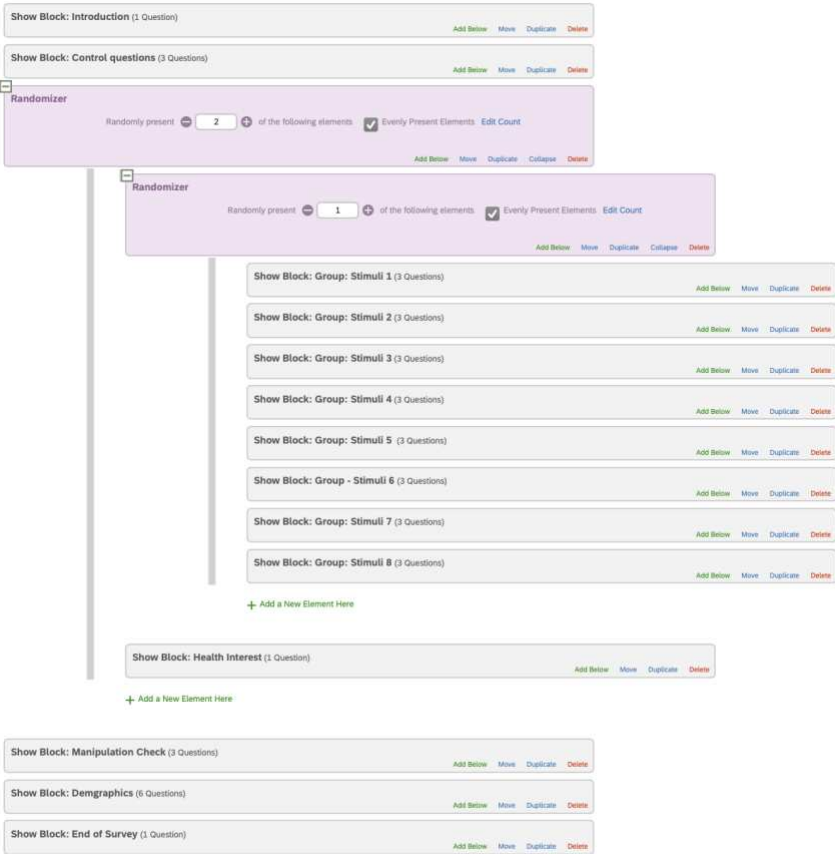 Show Block: Introduction (1 Question)
Add Below Move Duplicate Delete
Show Block: Control questions (3 Questions)
Add Below Move Duplicate Delete
Randomizer
Randomly present 2 of the following elements Evenly Present Elements Edit Count
Add Below Move Duplicate Collapse Delete
Randomizer
Randomly present 1 of the following elements Evenly Present Elements Edit Count
Add Below Move Duplicate Collapse Delete
Show Block: Group: Stimuli 1 (3 Questions)
Add Below Move Duplicate Delete
Show Block: Group: Stimuli 2 (3 Questions)
Add Below Move Duplicate Delete
Show Block: Group: Stimuli 3 (3 Questions)
Add Below Move Duplicate Delete
Show Block: Group: Stimuli 4 (3 Questions)
Add Below Move Duplicate Delete
Show Block: Group: Stimuli 5 (3 Questions)
Add Below Move Duplicate Delete
Show Block: Group - Stimuli 6 (3 Questions)
Add Below Move Duplicate Delete
Show Block: Group: Stimuli 7 (3 Questions)
Add Below Move Duplicate Delete
Show Block: Group: Stimuli 8 (3 Questions)
Add Below Move Duplicate Delete
+ Add a New Element Here
Show Block: Health Interest (1 Question)
Add Below Move Duplicate Delete
+ Add a New Element Here
Show Block: Manipulation Check (3 Questions)
Add Below Move Duplicate Delete
Show Block: Demgraphics (6 Questions)
Add Below Move Duplicate Delete
Show Block: End of Survey (1 Question)
Add Below Move Duplicate Delete